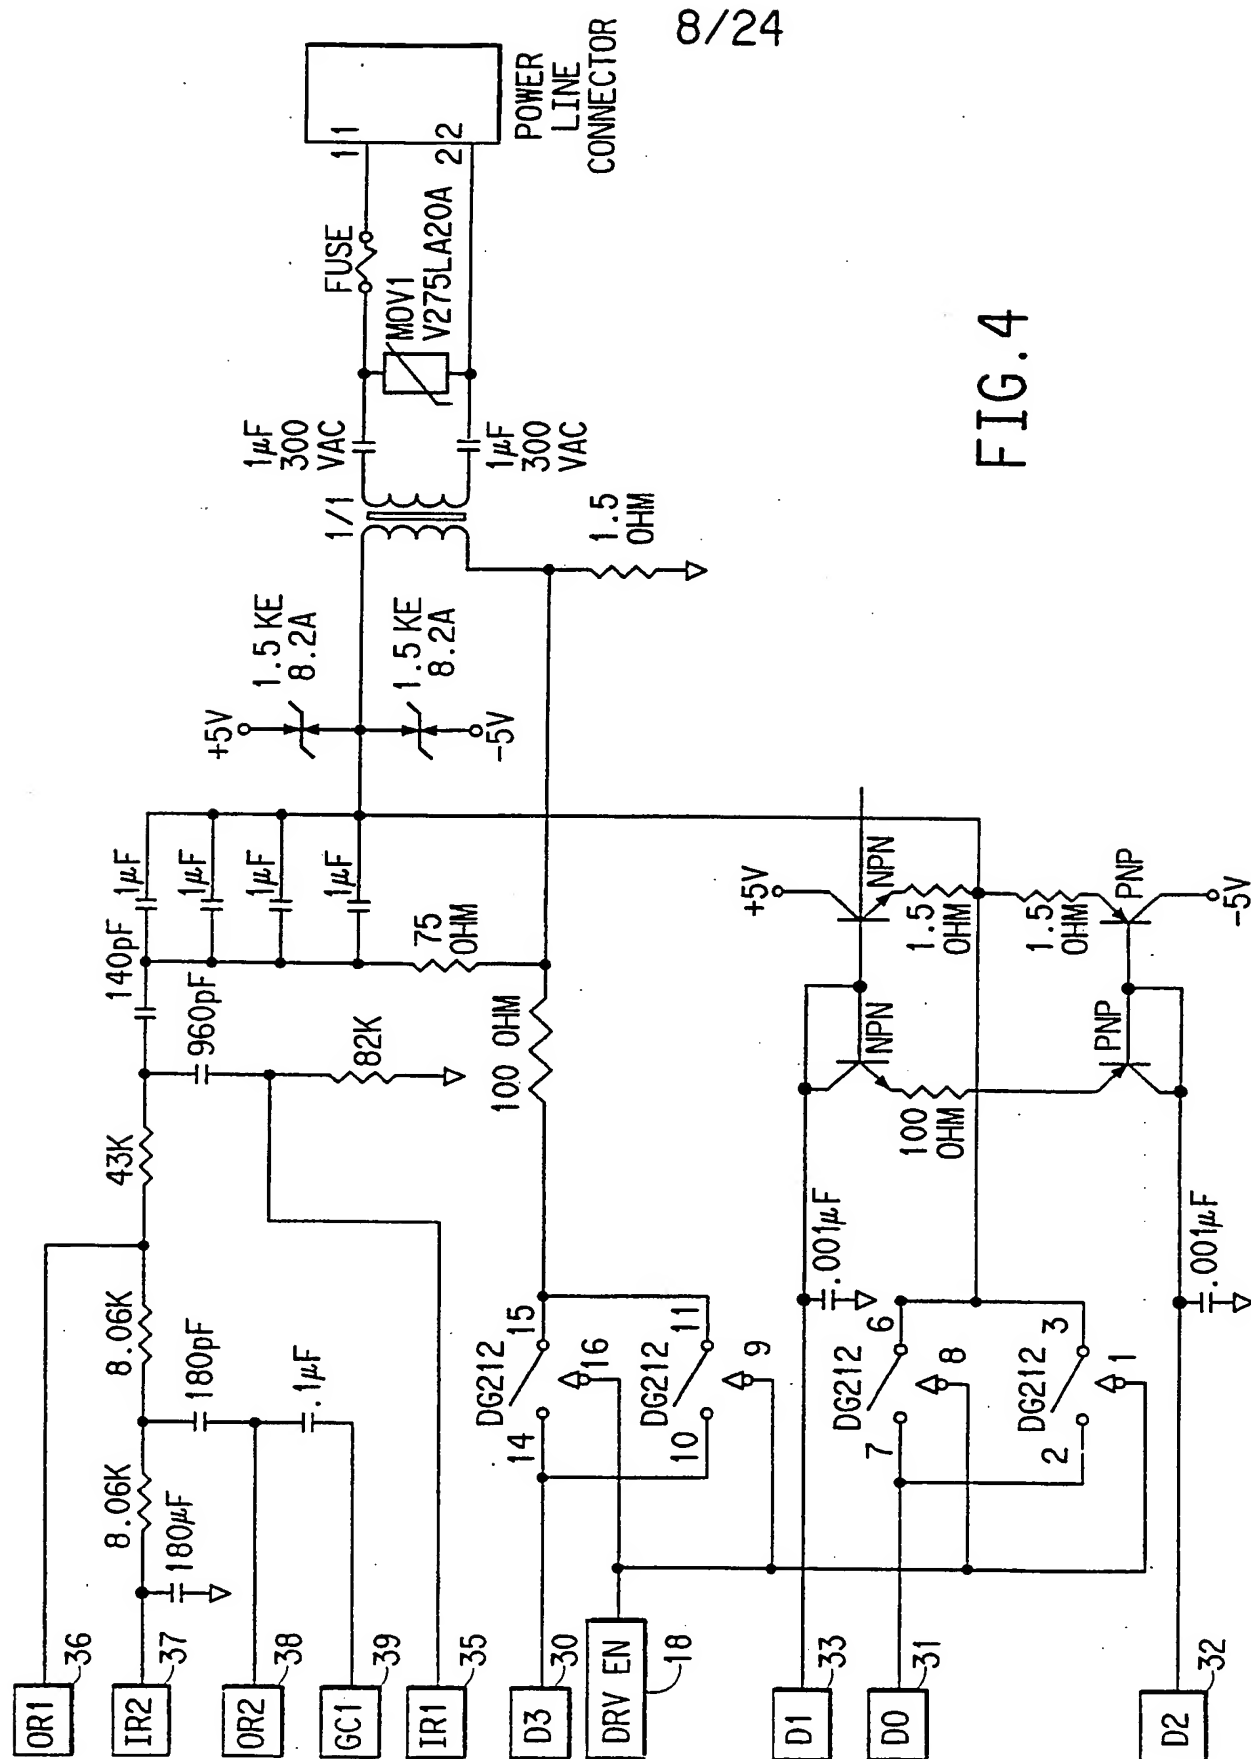 8/24
POWER
LINE
CONNECTOR
1
1
2
2
FUSE
MOV1
V275LA20A
1µF
300
VAC
1µF
300
VAC
1/1
1.5
OHM
1.5 KE
8.2A
1.5 KE
8.2A
+5V
-5V
1µF
1µF
1µF
1µF
140pF
960pF
75
OHM
82K
100 OHM
43K
8.06K
180pF
.1µF
8.06K
180µF
OR1
36
IR2
37
OR2
38
GC1
39
IR1
35
D3
30
DRV EN
18
DG212
14
15
16
DG212
10
11
9
+5V
NPN
NPN
1.5
OHM
1.5
OHM
100
OHM
PNP
PNP
-5V
.001µF
.001µF
DG212
7
6
8
DG212
2
3
1
D1
33
D0
31
D2
32
FIG.4